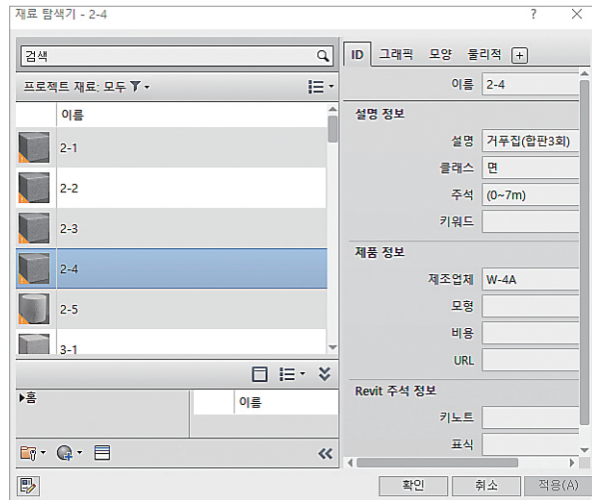 재료 탐색기 - 2-4
?
검색
프로젝트 재료: 모두
이름
2-1
2-2
2-3
2-4
2-5
3-1
▶홈
이름
ID 그래픽 모양 물리적
이름 2-4
설명 정보
설명 거푸집(합판3회)
클래스 면
주석 (0~7m)
키워드
제품 정보
제조업체 W-4A
모형
비용
URL
Revit 주석 정보
키노트
표식
확인 취소 적용(A)